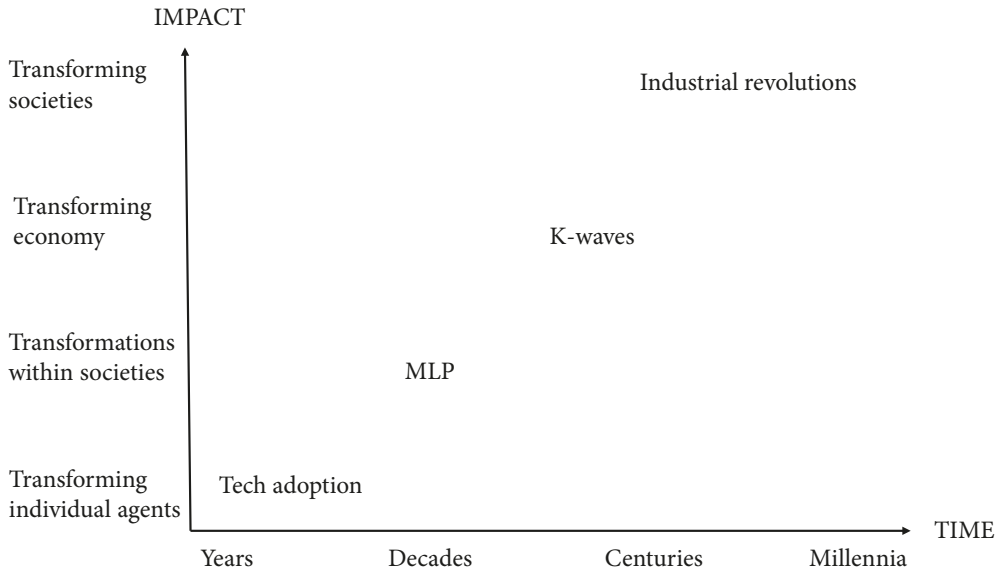 IMPACT
Transforming
societies
Industrial revolutions
Transforming
economy
K-waves
Transformations
within societies
MLP
Transforming
individual agents
Tech adoption
TIME
Years
Decades
Centuries
Millennia